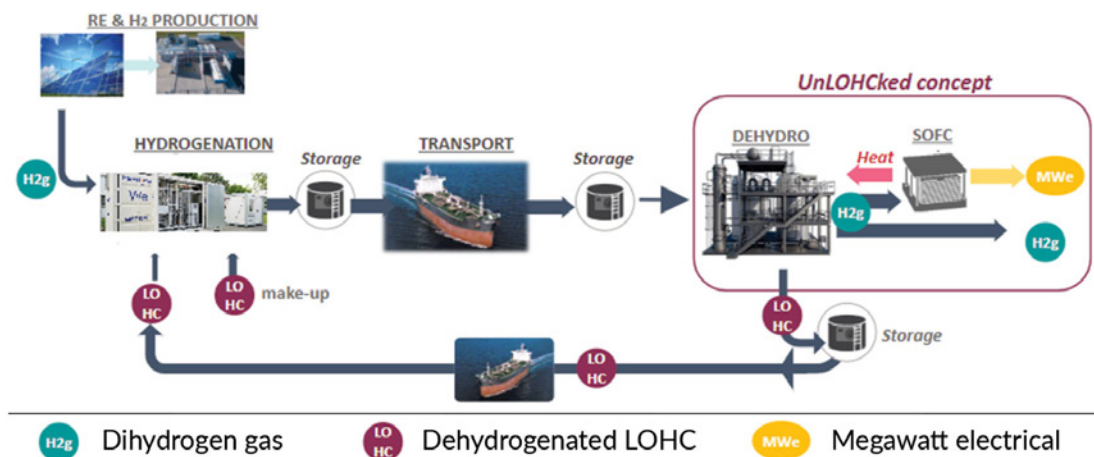 RE & H2 PRODUCTION
UnLOHCked concept
HYDROGENATION
Storage
TRANSPORT
Storage
DEHYDRO
SOFC
Heat
MWe
H2g
H2g
H2g
LO
HC
LO
HC
make-up
LO
HC
Storage
LO
HC
H2g Dihydrogen gas
LO
HC
Dehydrogenated LOHC
MWe Megawatt electrical